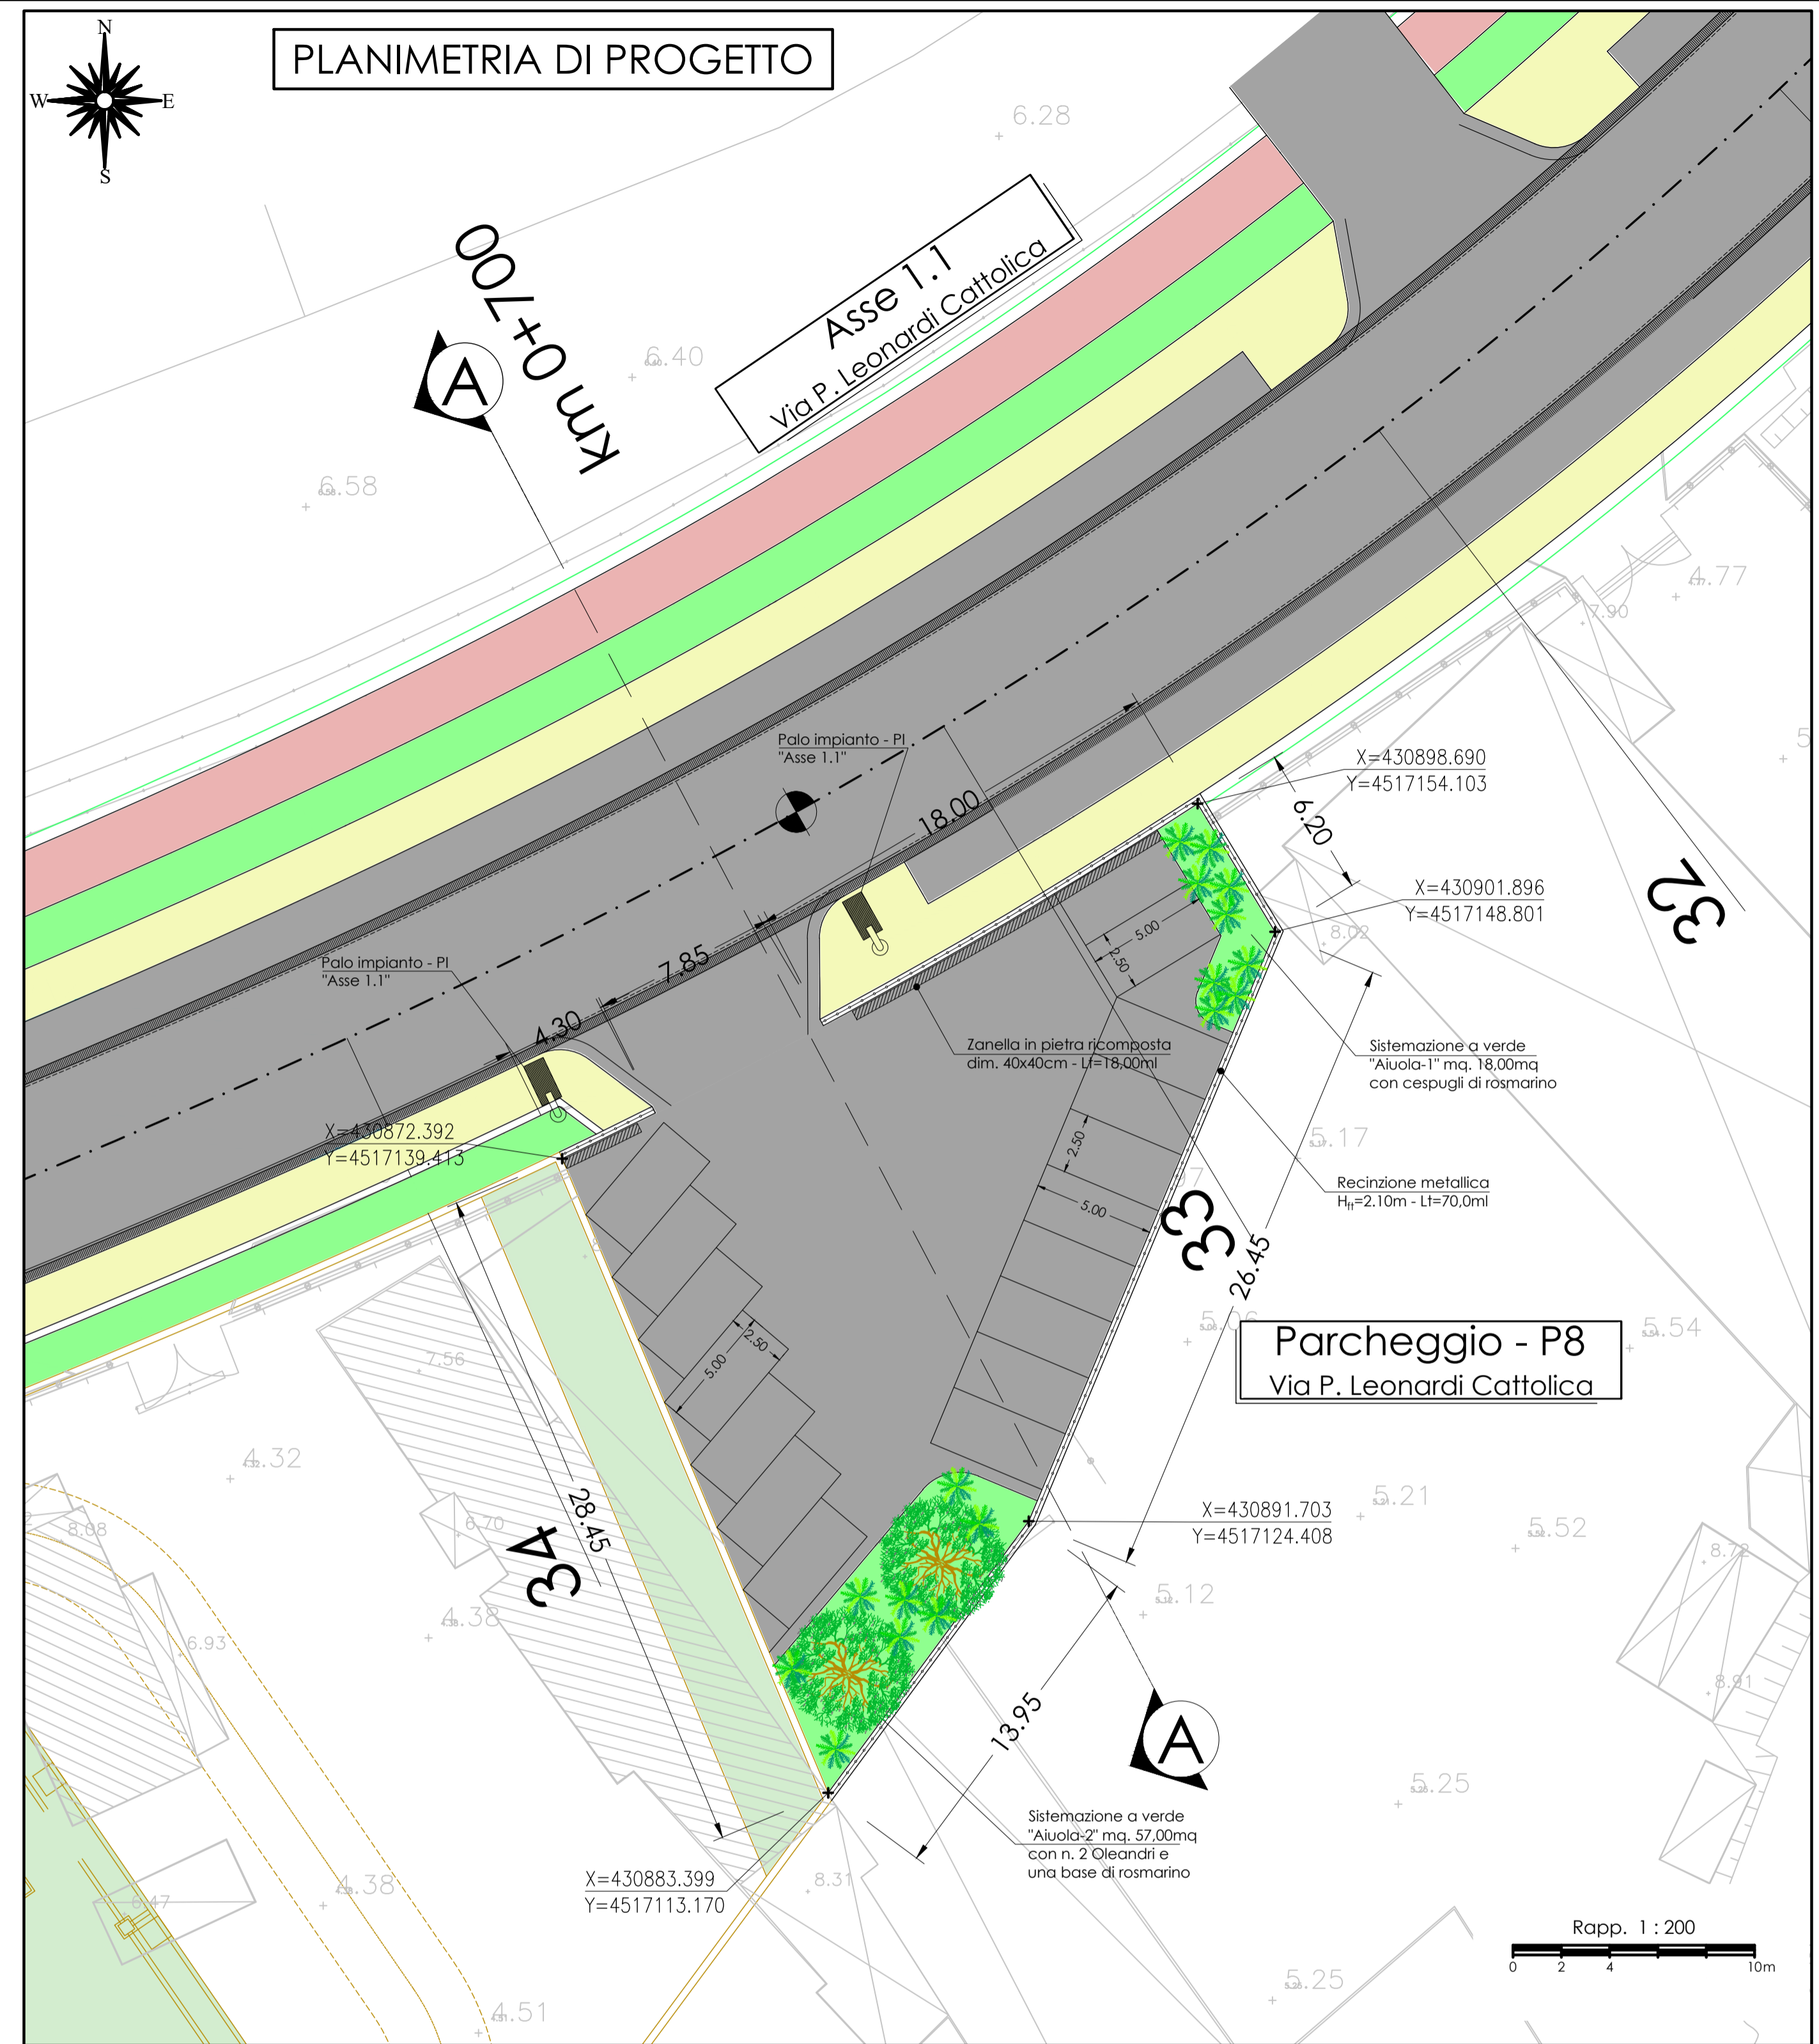 N
PLANIMETRIA DI PROGETTO
W
E
S
6.28
km 0+700
Asse 1.1
Via P. Leonardi Cattolica
A
6.40
6.58
4.77
7.90
Palo impianto - PI
"Asse 1.1"
X=430898.690
Y=4517154.103
18.00
6.20
32
X=430901.896
Y=4517148.801
8.02
5.00
2.50
Palo impianto - PI
"Asse 1.1"
7.85
4.30
Zanella in pietra ricomposta
dim. 40x40cm - Lt=18,00ml
Sistemazione a verde
"Aiuola-1" mq. 18,00mq
con cespugli di rosmarino
X=430872.392
Y=4517139.413
2.50
5.17
Recinzione metallica
Hft=2.10m - Lt=70,0ml
5.00
33
26.45
5.06
Parcheggio - P8
Via P. Leonardi Cattolica
5.54
7.56
2.50
5.00
4.32
28.45
34
6.70
8.08
X=430891.703
Y=4517124.408
5.21
5.52
8.72
5.12
4.38
6.93
8.91
13.95
A
5.25
Sistemazione a verde
"Aiuola-2" mq. 57,00mq
con n. 2 Oleandri e
una base di rosmarino
X=430883.399
Y=4517113.170
8.31
4.38
6.47
Rapp. 1 : 200
0 2 4 10m
5.25
4.51